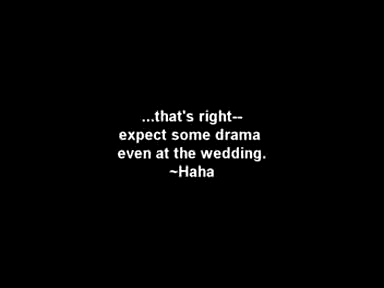 ...that's right--
expect some drama
even at the wedding.
~Haha